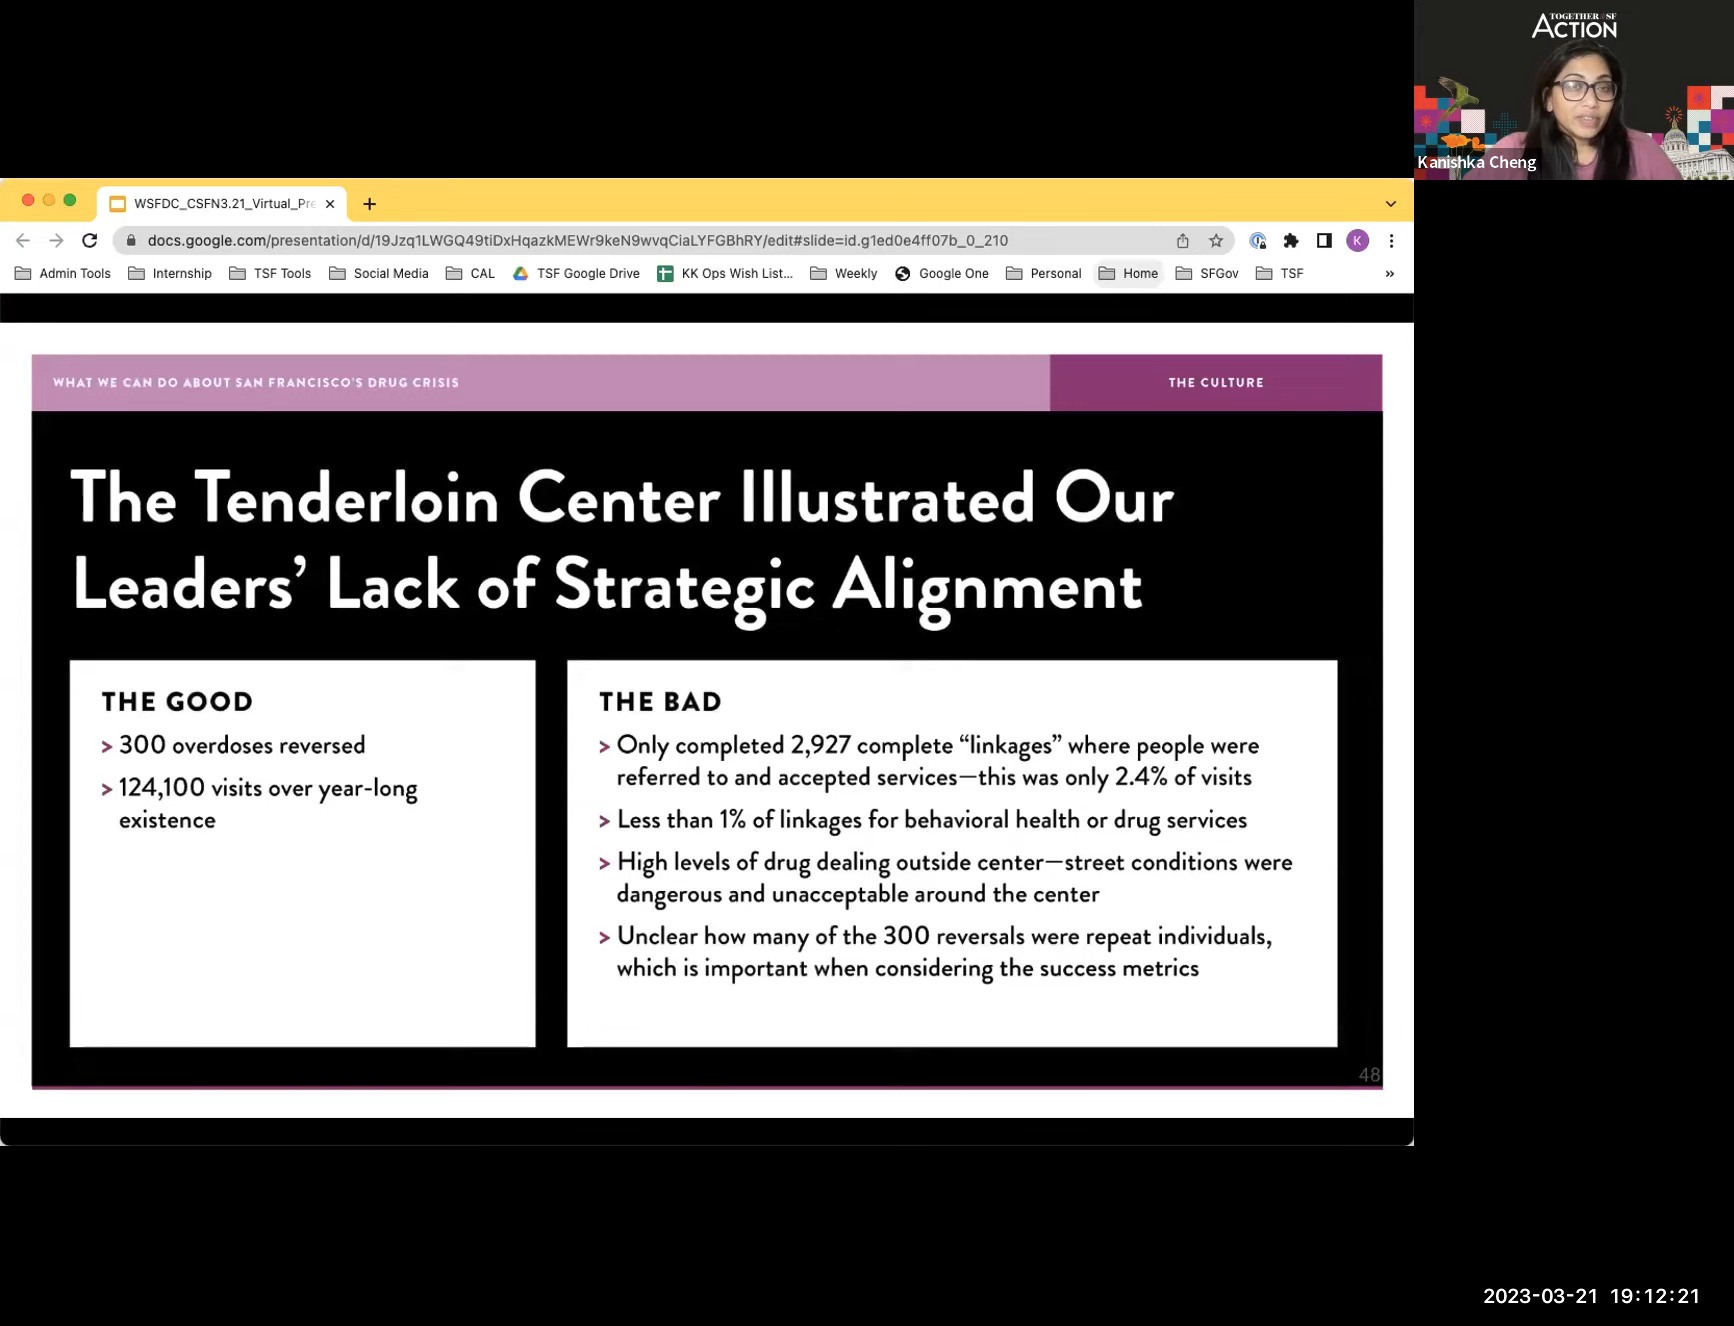 TOGETHER SF
ACTION
Kanishka Cheng
WSFDC_CSFN3.21_Virtual_Pre
docs.google.com/presentation/d/19Jzq1LWGQ49tiDxHqazkMEWr9keN9wvqCiaLYFGBhRY/edit#slide=id.g1ed0e4ff07b_0_210
K
Admin Tools Internship TSF Tools Social Media CAL TSF Google Drive KK Ops Wish List... Weekly Google One Personal Home SFGov TSF »
WHAT WE CAN DO ABOUT SAN FRANCISCO'S DRUG CRISIS
THE CULTURE
The Tenderloin Center Illustrated Our
Leaders’ Lack of Strategic Alignment
THE GOOD
> 300 overdoses reversed
> 124,100 visits over year-long
existence
THE BAD
> Only completed 2,927 complete “linkages” where people were
referred to and accepted services—this was only 2.4% of visits
> Less than 1% of linkages for behavioral health or drug services
> High levels of drug dealing outside center—street conditions were
dangerous and unacceptable around the center
> Unclear how many of the 300 reversals were repeat individuals,
which is important when considering the success metrics
48
2023-03-21 19:12:21